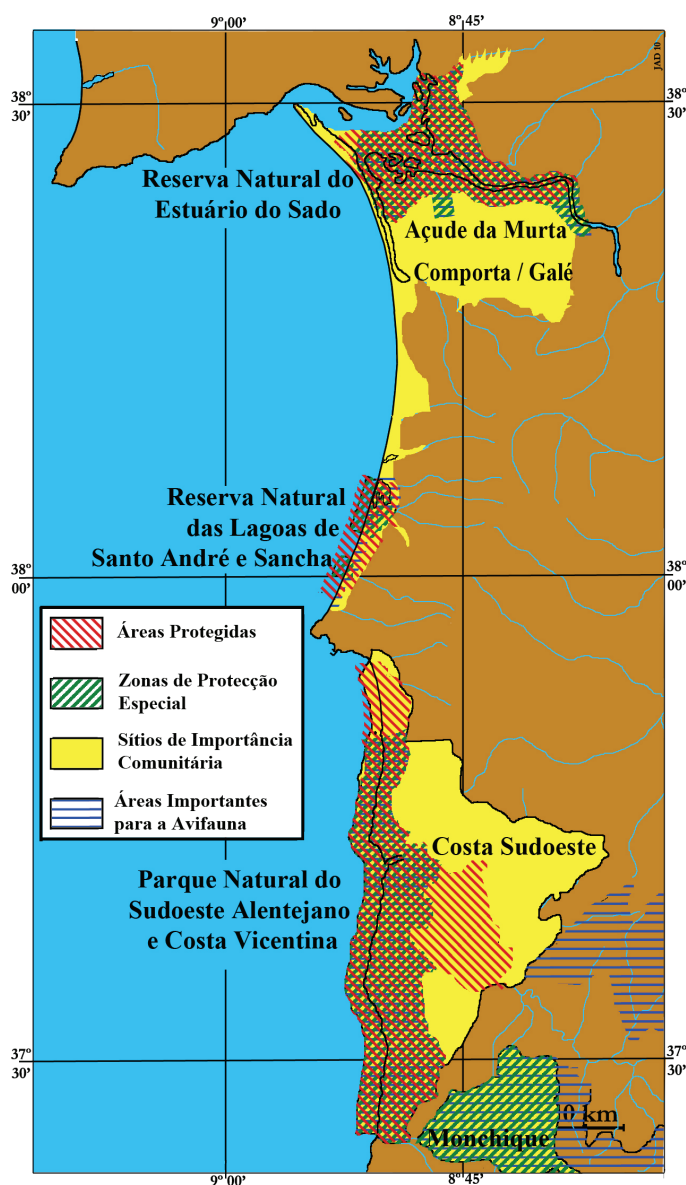 9°00'
8°45'
JAD 10
38°
30'
38°
30'
Reserva Natural do
Estuário do Sado
Açude da Murta
Comporta / Galé
Reserva Natural
das Lagoas de
Santo André e Sancha
38°
00'
38°
00'
Áreas Protegidas
Zonas de Protecção
Especial
Sítios de Importância
Comunitária
Áreas Importantes
para a Avifauna
Costa Sudoeste
Parque Natural do
Sudoeste Alentejano
e Costa Vicentina
37°
30'
37°
30'
0 km
Monchique
9°00'
8°45'